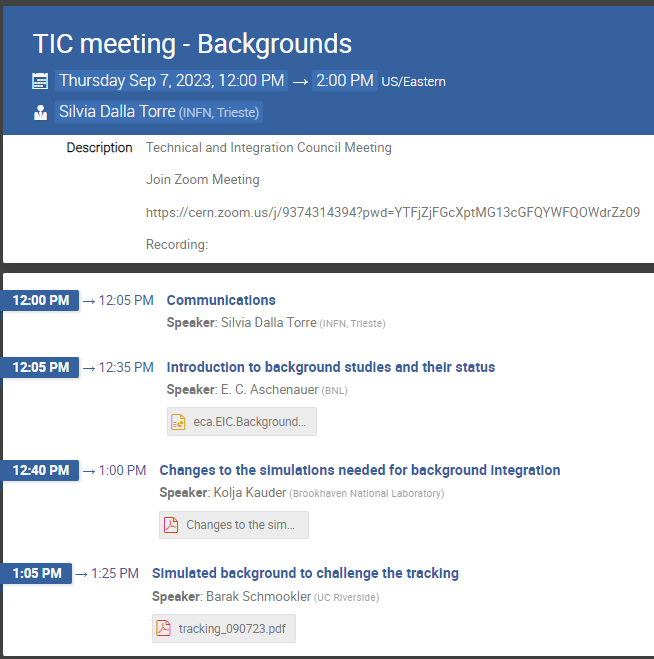 TIC meeting - Backgrounds
Thursday Sep 7, 2023, 12:00 PM → 2:00 PM US/Eastern
Silvia Dalla Torre (INFN, Trieste)
Description Technical and Integration Council Meeting
Join Zoom Meeting
https://cern.zoom.us/j/9374314394?pwd=YTFjZjFGcXptMG13cGFQYWFQOWdrZz09
Recording:
12:00 PM → 12:05 PM Communications
Speaker: Silvia Dalla Torre (INFN, Trieste)
12:05 PM → 12:35 PM Introduction to background studies and their status
Speaker: E. C. Aschenauer (BNL)
eca.EIC.Background...
12:40 PM → 1:00 PM Changes to the simulations needed for background integration
Speaker: Kolja Kauder (Brookhaven National Laboratory)
Changes to the sim...
1:05 PM → 1:25 PM Simulated background to challenge the tracking
Speaker: Barak Schmookler (UC Riverside)
tracking_090723.pdf